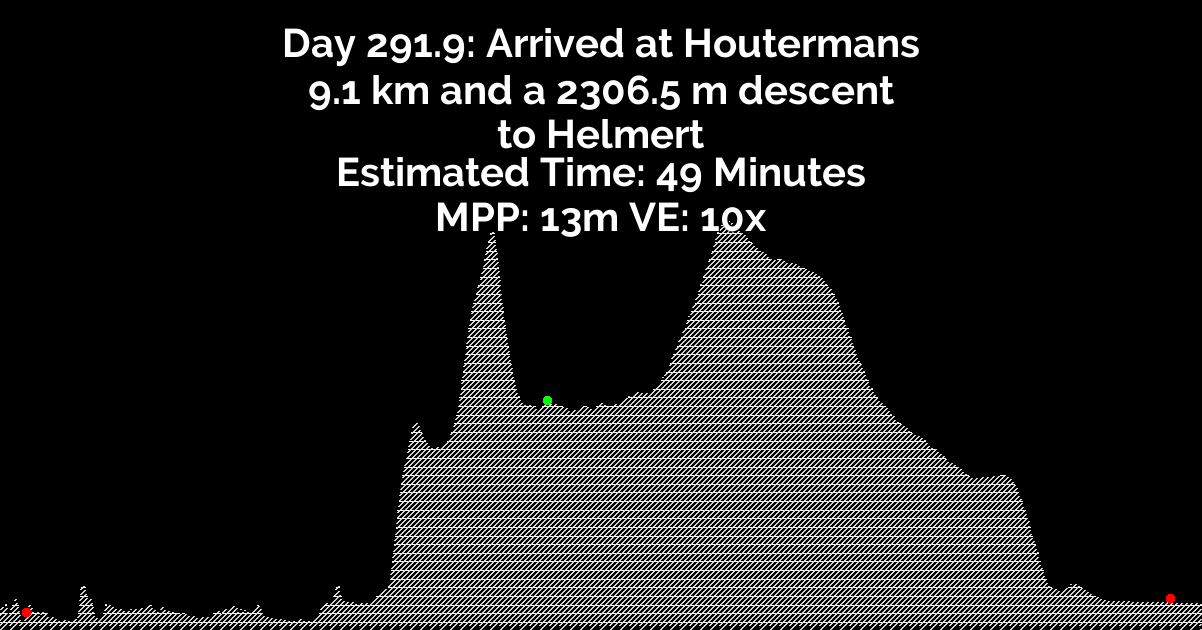 Day 291.9: Arrived at Houtermans
9.1 km and a 2306.5 m descent
to Helmert
Estimated Time: 49 Minutes
MPP: 13m VE: 10x